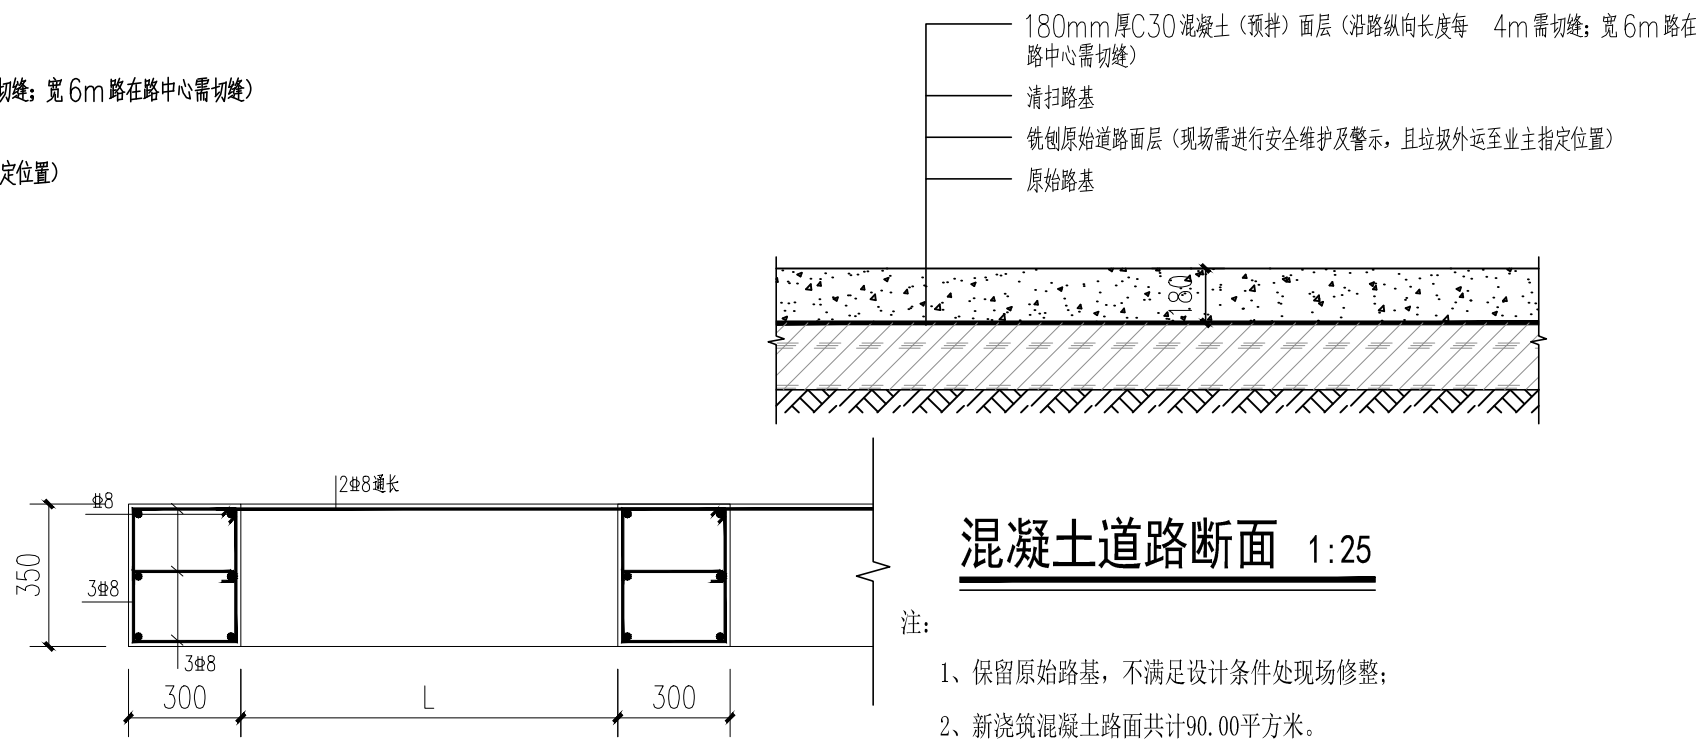 180mm厚C30混凝土（预拌）面层（沿路纵向长度每 4m需切缝；宽6m路在
路中心需切缝）
清扫路基
铣刨原始道路面层（现场需进行安全维护及警示，且垃圾外运至业主指定位置）
原始路基
切缝；宽6m路在路中心需切缝）
定位置）
180
2⌽8通长
⌽8
350
3⌽8
3⌽8
300
L
300
混凝土道路断面 1:25
注：
1、保留原始路基，不满足设计条件处现场修整；
2、新浇筑混凝土路面共计90.00平方米。